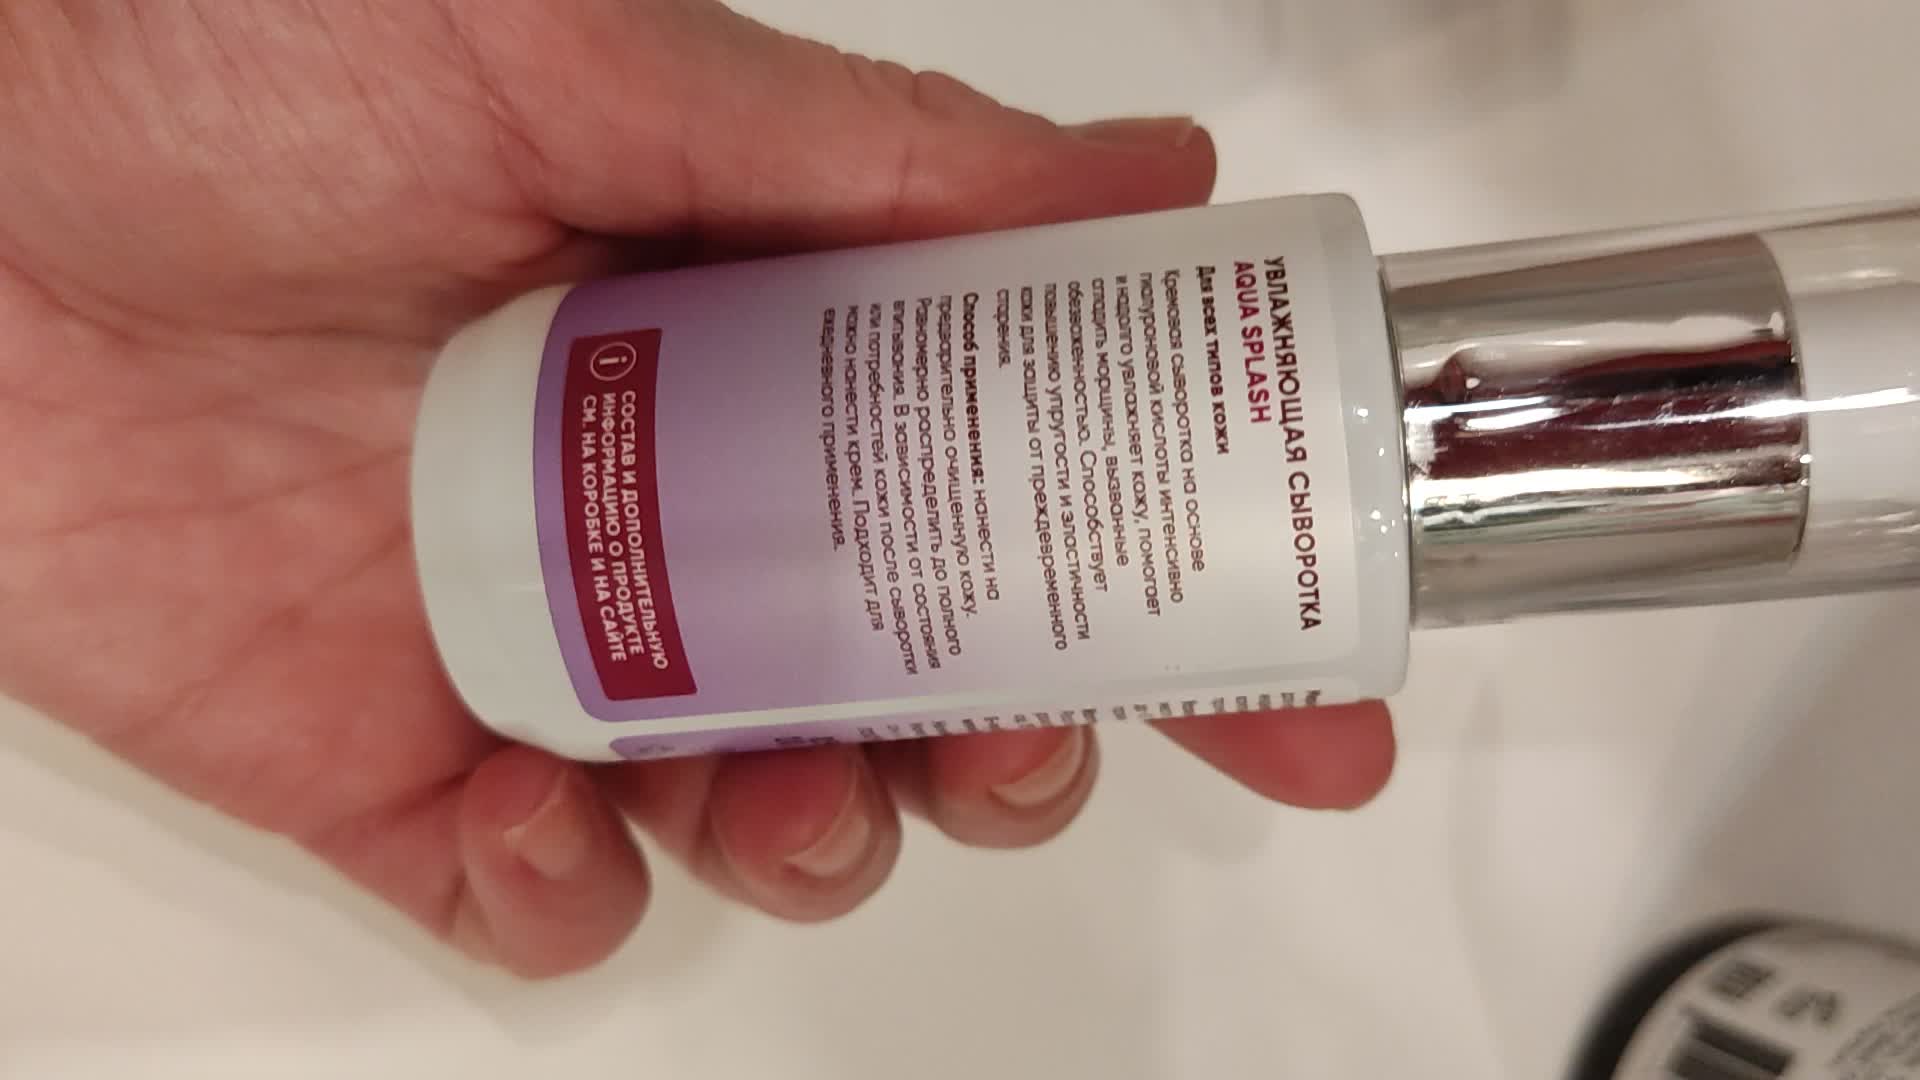 УВЛАЖНЯЮЩАЯ СЫВОРОТКА
AQUA SPLASH
Для всех типов кожи
Кремовая сыворотка на основе
гиалуроновой кислоты интенсивно
и надолго увлажняет кожу, помогает
сгладить морщины, вызванные
обезвоженностью. Способствует
повышению упругости и эластичности
кожи для защиты от преждевременного
старения.
Способ применения: нанести на
предварительно очищенную кожу.
Равномерно распределить до полного
впитывания. В зависимости от состояния
или потребностей кожи после сыворотки
можно нанести крем. Подходит для
ежедневного применения.
СОСТАВ И ДОПОЛНИТЕЛЬНУЮ
ИНФОРМАЦИЮ О ПРОДУКТЕ
СМ. НА КОРОБКЕ И НА САЙТЕ